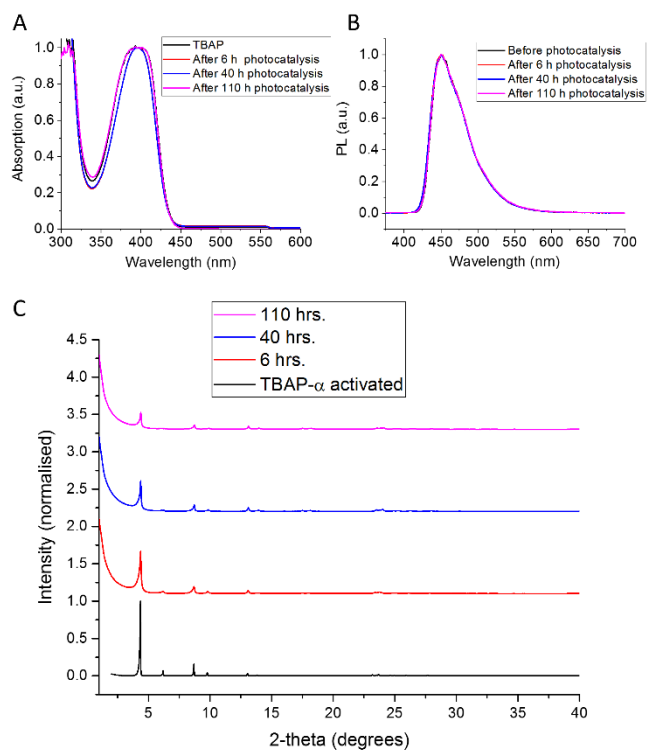 A
TBAP
After 6 h photocatalysis
After 40 h photocatalysis
After 110 h photocatalysis
Absorption (a.u.)
1.0
0.8
0.6
0.4
0.2
0.0
300 350 400 450 500 550 600
Wavelength (nm)
B
Before photocatalysis
After 6 h photocatalysis
After 40 h photocatalysis
After 110 h photocatalysis
PL (a.u.)
1.0
0.8
0.6
0.4
0.2
0.0
400 450 500 550 600 650 700
Wavelength (nm)
C
110 hrs.
40 hrs.
6 hrs.
TBAP-α activated
Intensity (normalised)
4.5
4.0
3.5
3.0
2.5
2.0
1.5
1.0
0.5
0.0
5 10 15 20 25 30 35 40
2-theta (degrees)